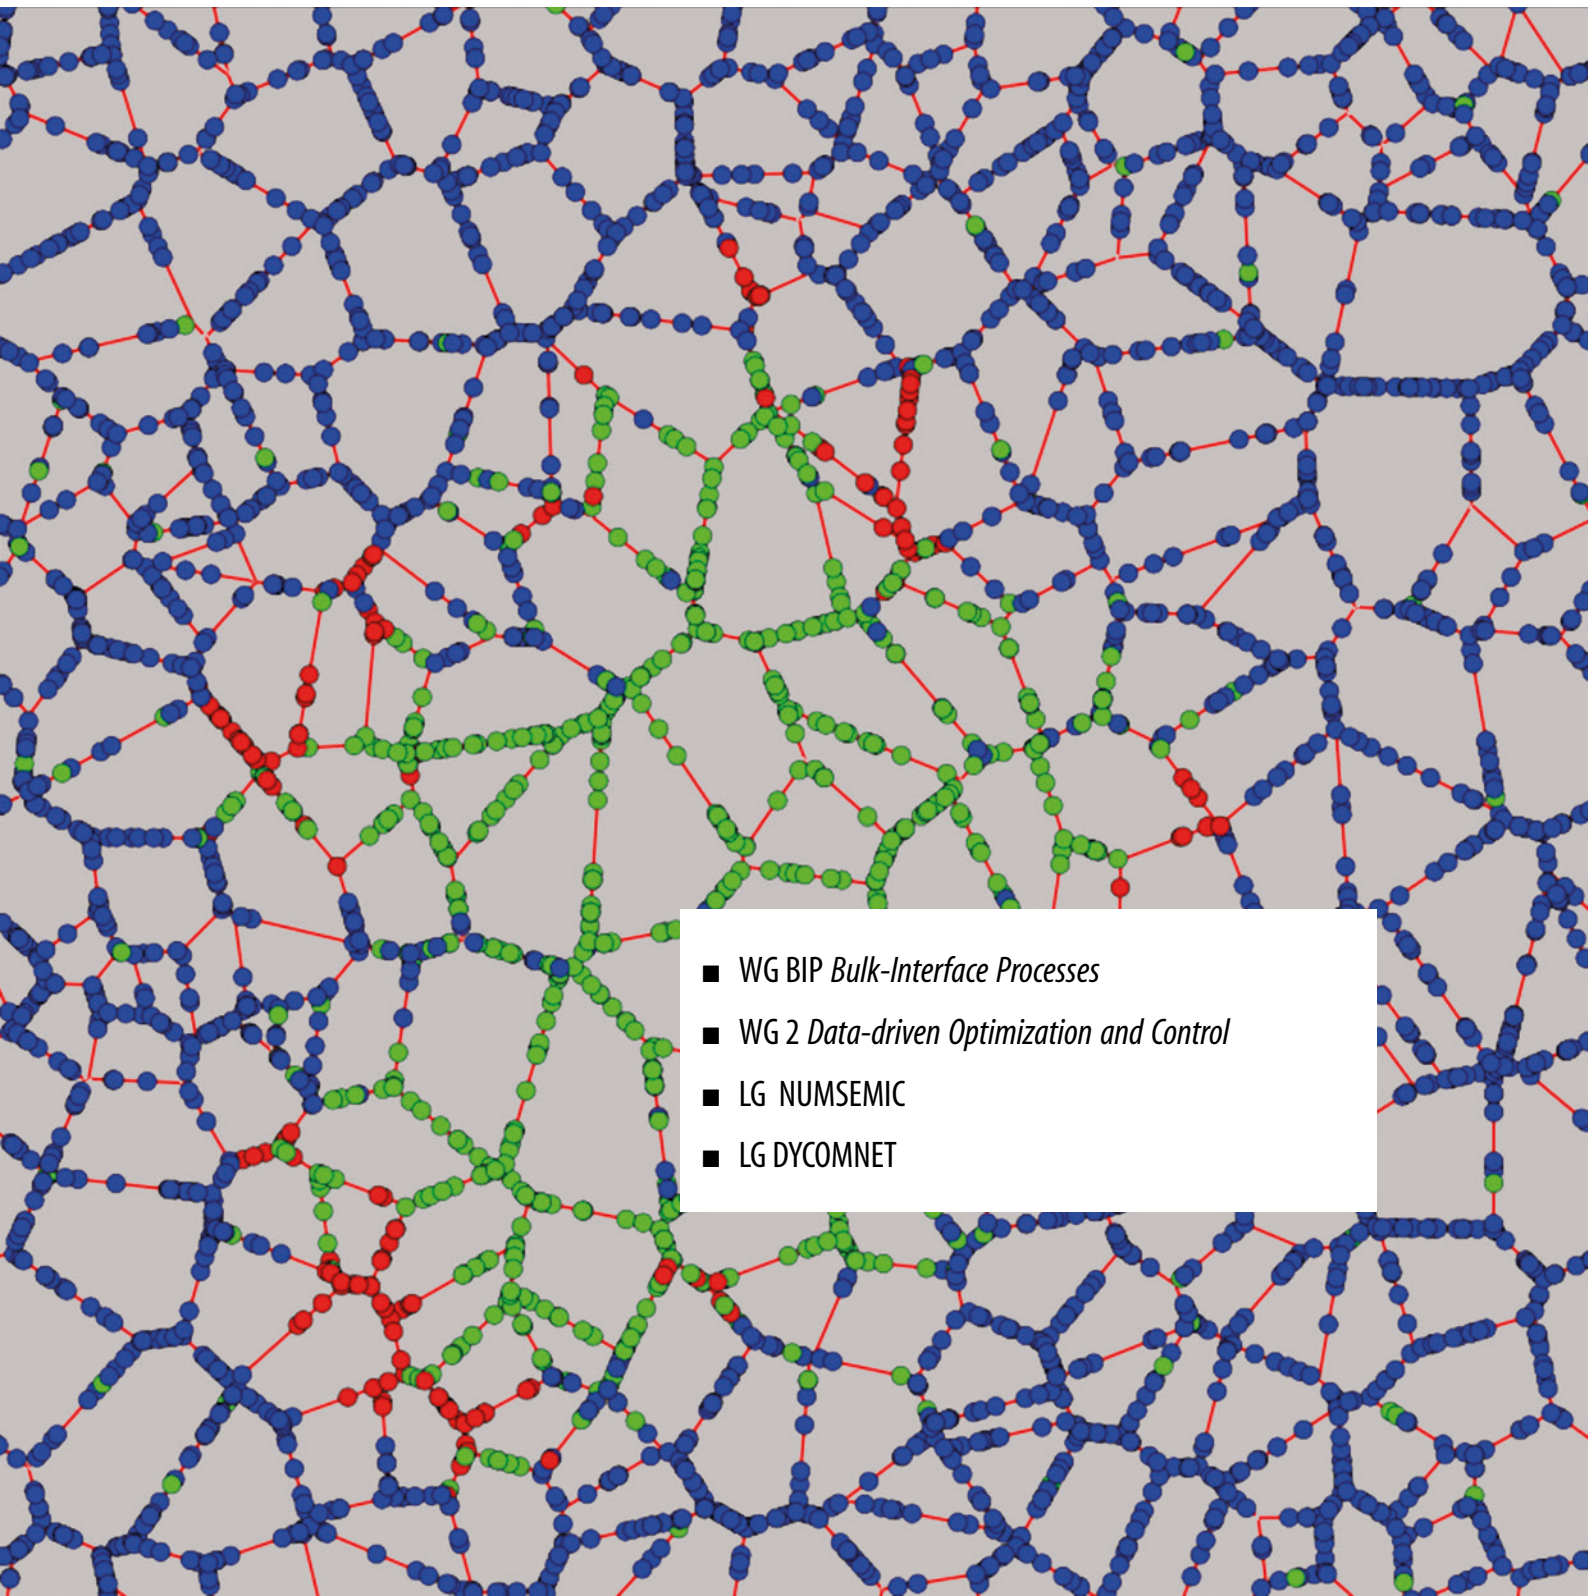 ■ WG BIP Bulk-Interface Processes
■ WG 2 Data-driven Optimization and Control
■ LG NUMSEMIC
■ LG DYCOMNET